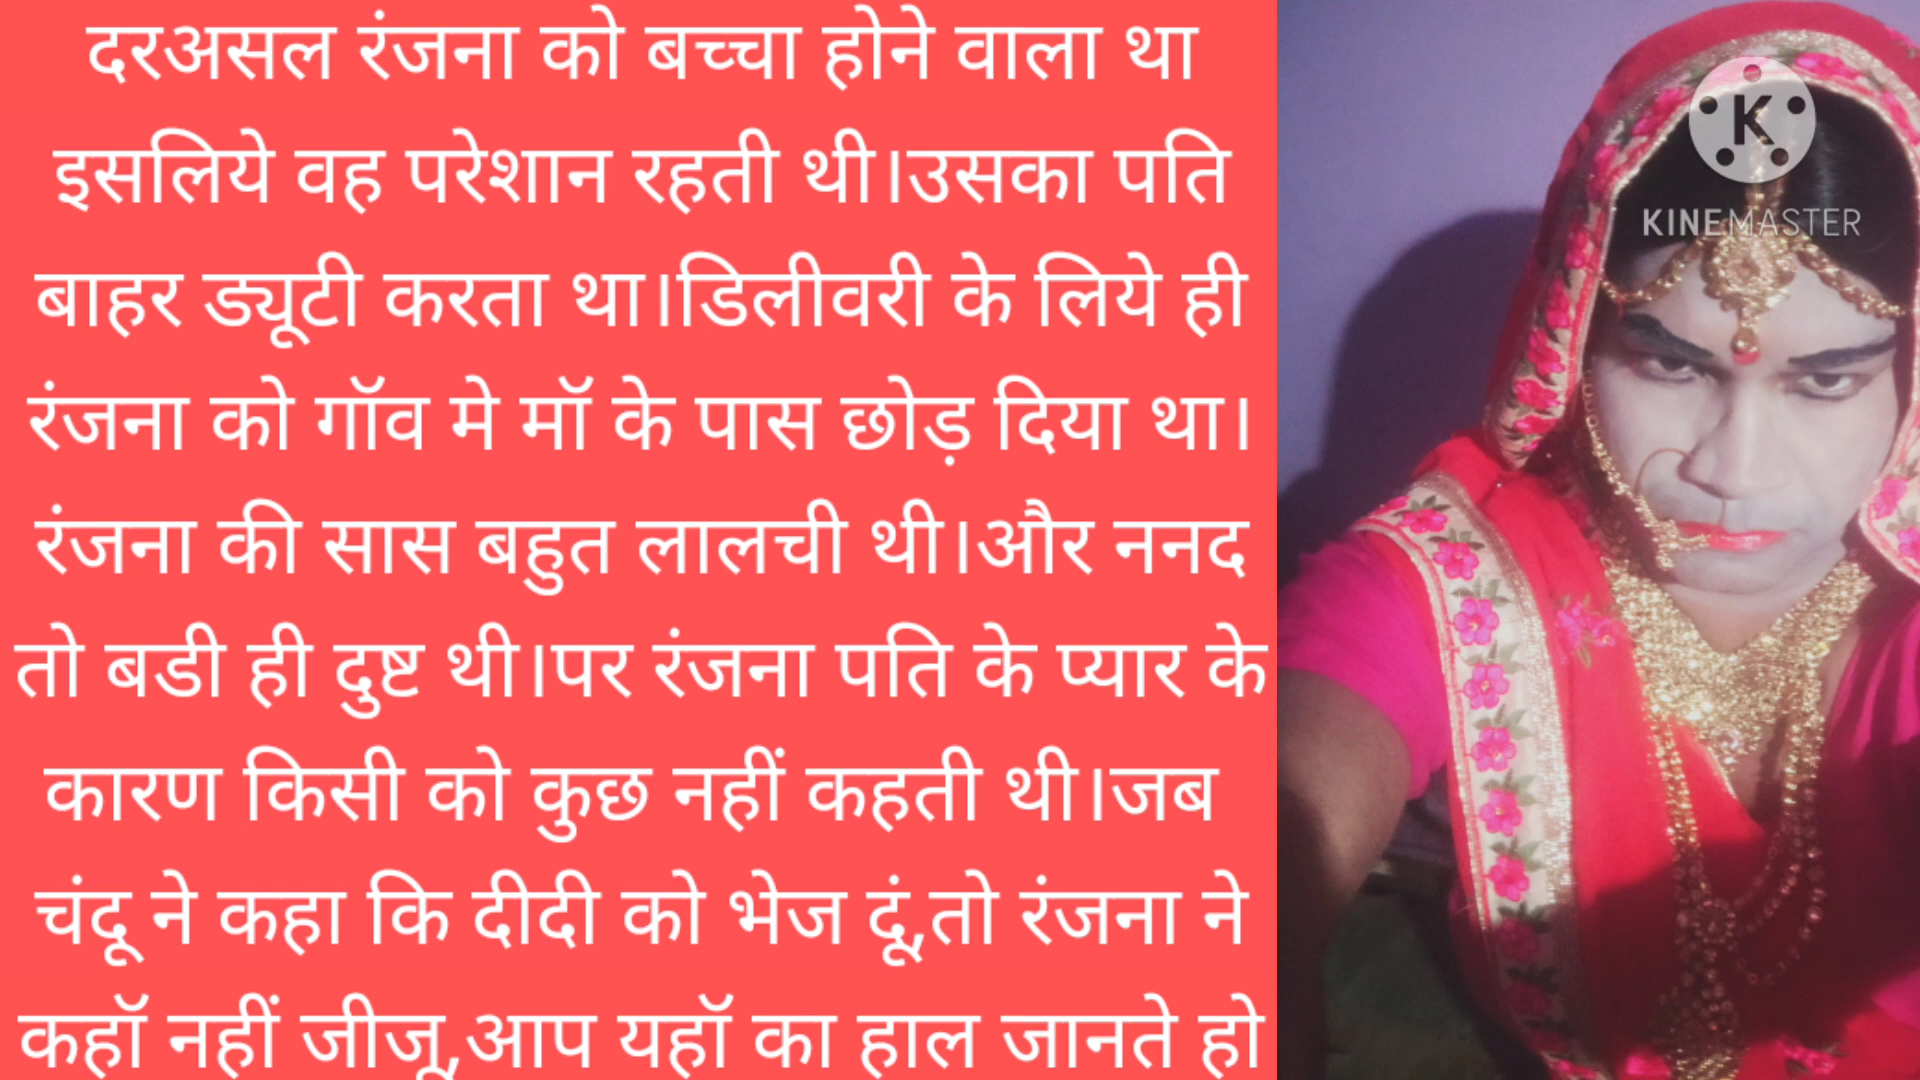 दरअसल रंजना को बच्चा होने वाला था
इसलिये वह परेशान रहती थी।उसका पति
बाहर ड्यूटी करता था।डिलीवरी के लिये ही
रंजना को गॉव मे मॉ के पास छोड़ दिया था।
रंजना की सास बहुत लालची थी।और ननद
तो बडी ही दुष्ट थी।पर रंजना पति के प्यार के
कारण किसी को कुछ नहीं कहती थी।जब
चंदू ने कहा कि दीदी को भेज दूं,तो रंजना ने
कहॉ नहीं जीजू,आप यहॉ का हाल जानते हो
K
KINEMASTER